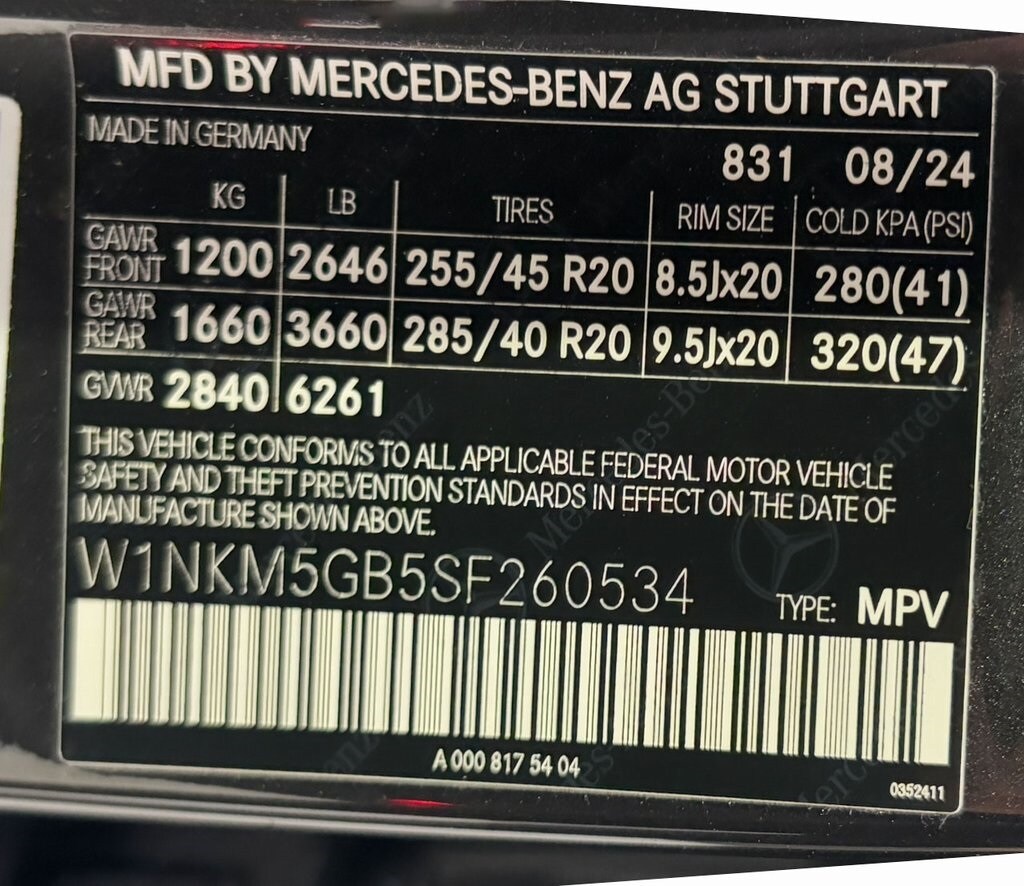 MFD BY MERCEDES-BENZ AG STUTTGART
MADE IN GERMANY
831 08/24
KG LB TIRES RIM SIZE COLD KPA (PSI)
GAWR FRONT 1200 2646 255/45 R20 8.5Jx20 280(41)
GAWR REAR 1660 3660 285/40 R20 9.5Jx20 320(47)
GVWR 2840 6261
THIS VEHICLE CONFORMS TO ALL APPLICABLE FEDERAL MOTOR VEHICLE
SAFETY AND THEFT PREVENTION STANDARDS IN EFFECT ON THE DATE OF
MANUFACTURE SHOWN ABOVE.
W1NKM5GB5SF260534 TYPE: MPV
A 000 817 54 04
0352411